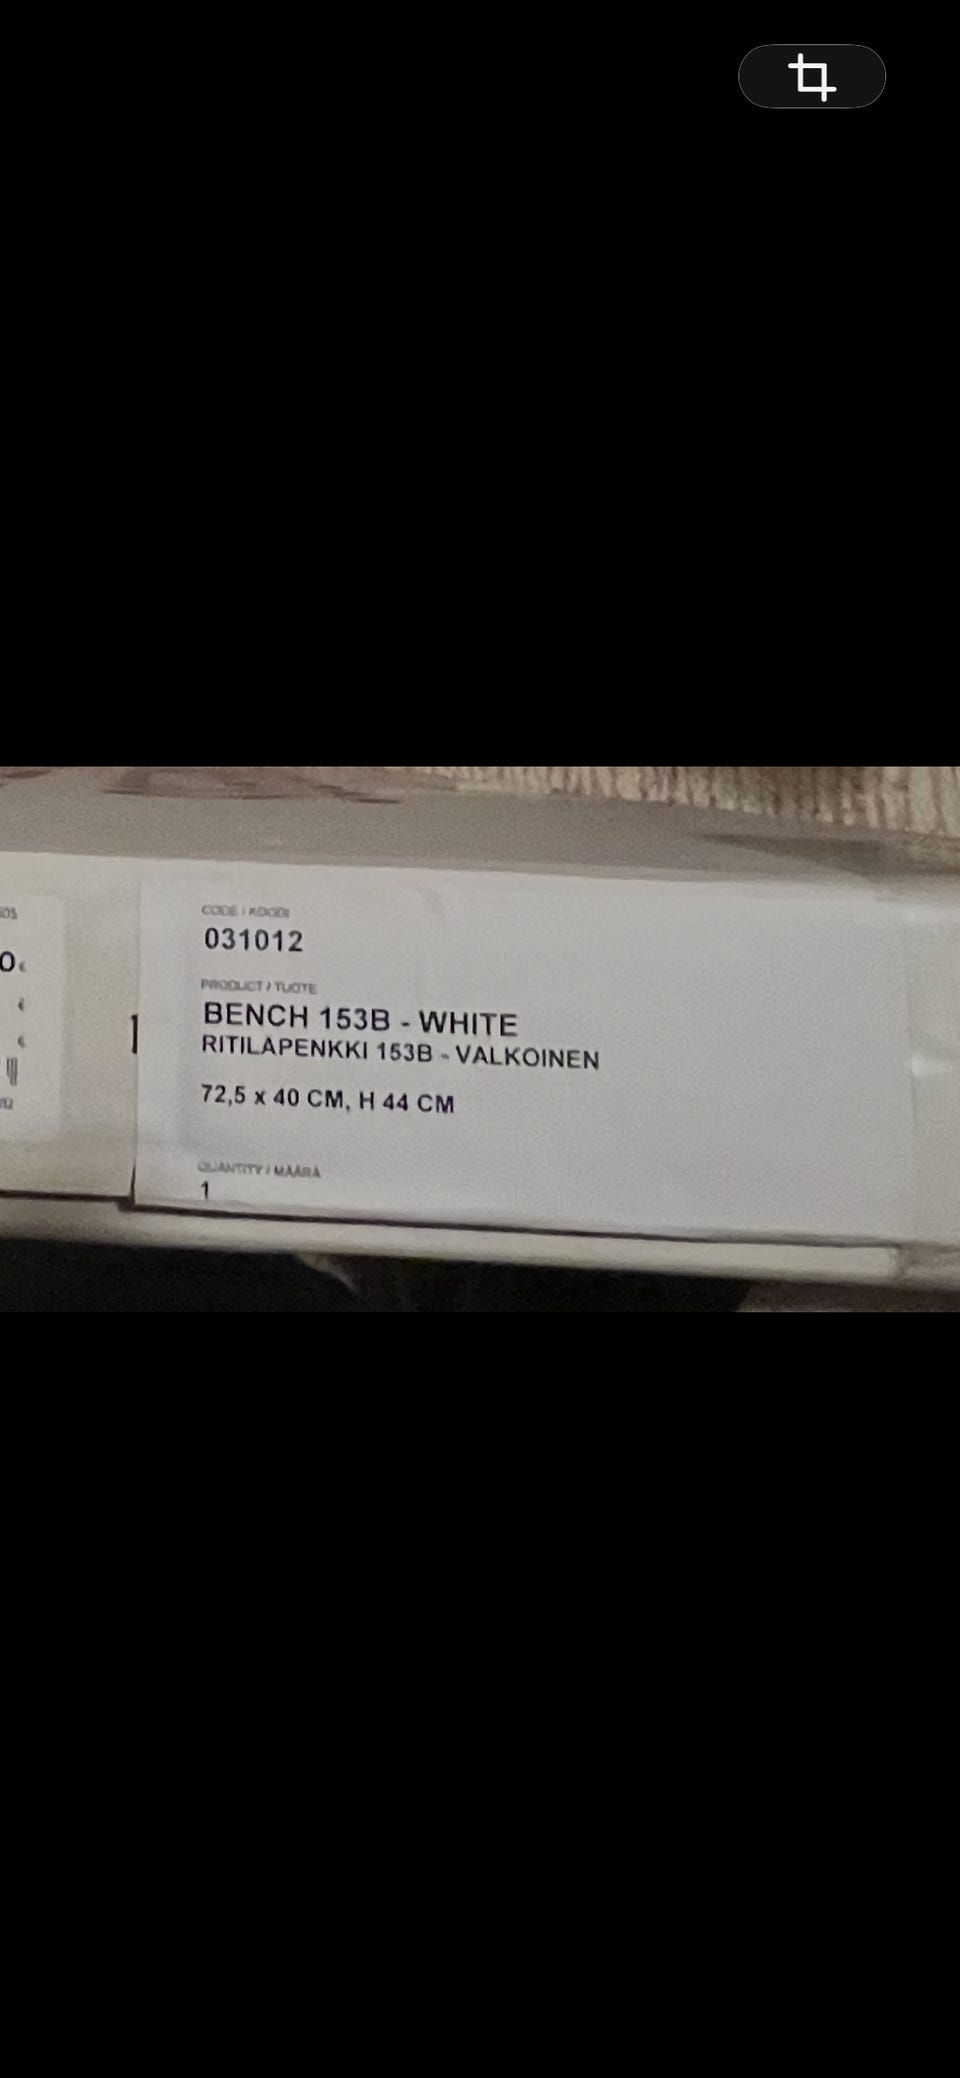 CODE / KOODI
031012
PRODUCT / TUOTE
BENCH 153B - WHITE
RITILÄPENKKI 153B - VALKOINEN
72,5 x 40 CM, H 44 CM
QUANTITY / MÄÄRÄ
1